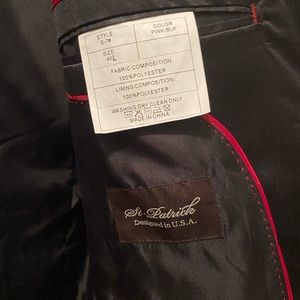 STYLE
COLOR
PINK/BLK
SIZE
4XL
FABRIC COMPOSITION
100%POLYESTER
LINING COMPOSITION
100%POLYESTER
WASHING:DRY CLEAN ONLY
MADE IN CHINA
St. Patrick
Designed in U.S.A.